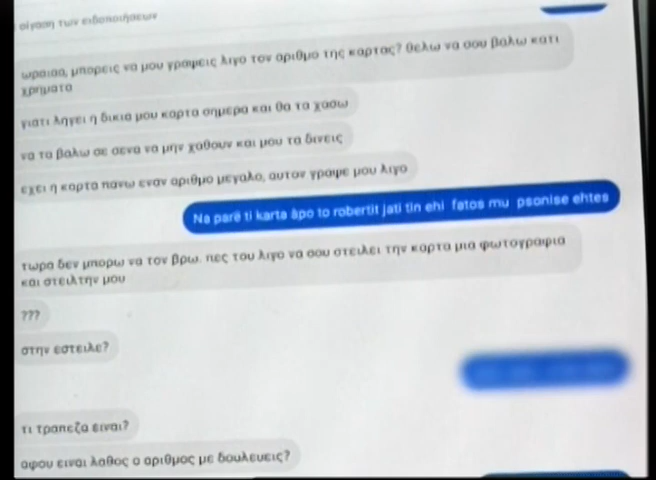 σίγαση των ειδοποιήσεων
ωραιαα, μπορεις να μου γραψεις λιγο τον αριθμο της καρτας? θελω να σου βαλω κατι
χρηματα
γιατι ληγει η δικια μου καρτα σημερα και θα τα χασω
να τα βαλω σε σενα να μην χαθουν και μου τα δινεις
εχει η καρτα πανω εναν αριθμο μεγαλο, αυτον γραψε μου λιγο
Na parë ti karta àpo to robertit jati tin ehi fatos mu psonise ehtes
τωρα δεν μπορω να τον βρω. πες του λιγο να σου στειλει την καρτα μια φωτογραφια
και στειλτην μου
???
στην εστειλε?
τι τραπεζα ειναι?
αφου ειναι λαθος ο αριθμος με δουλευεις?